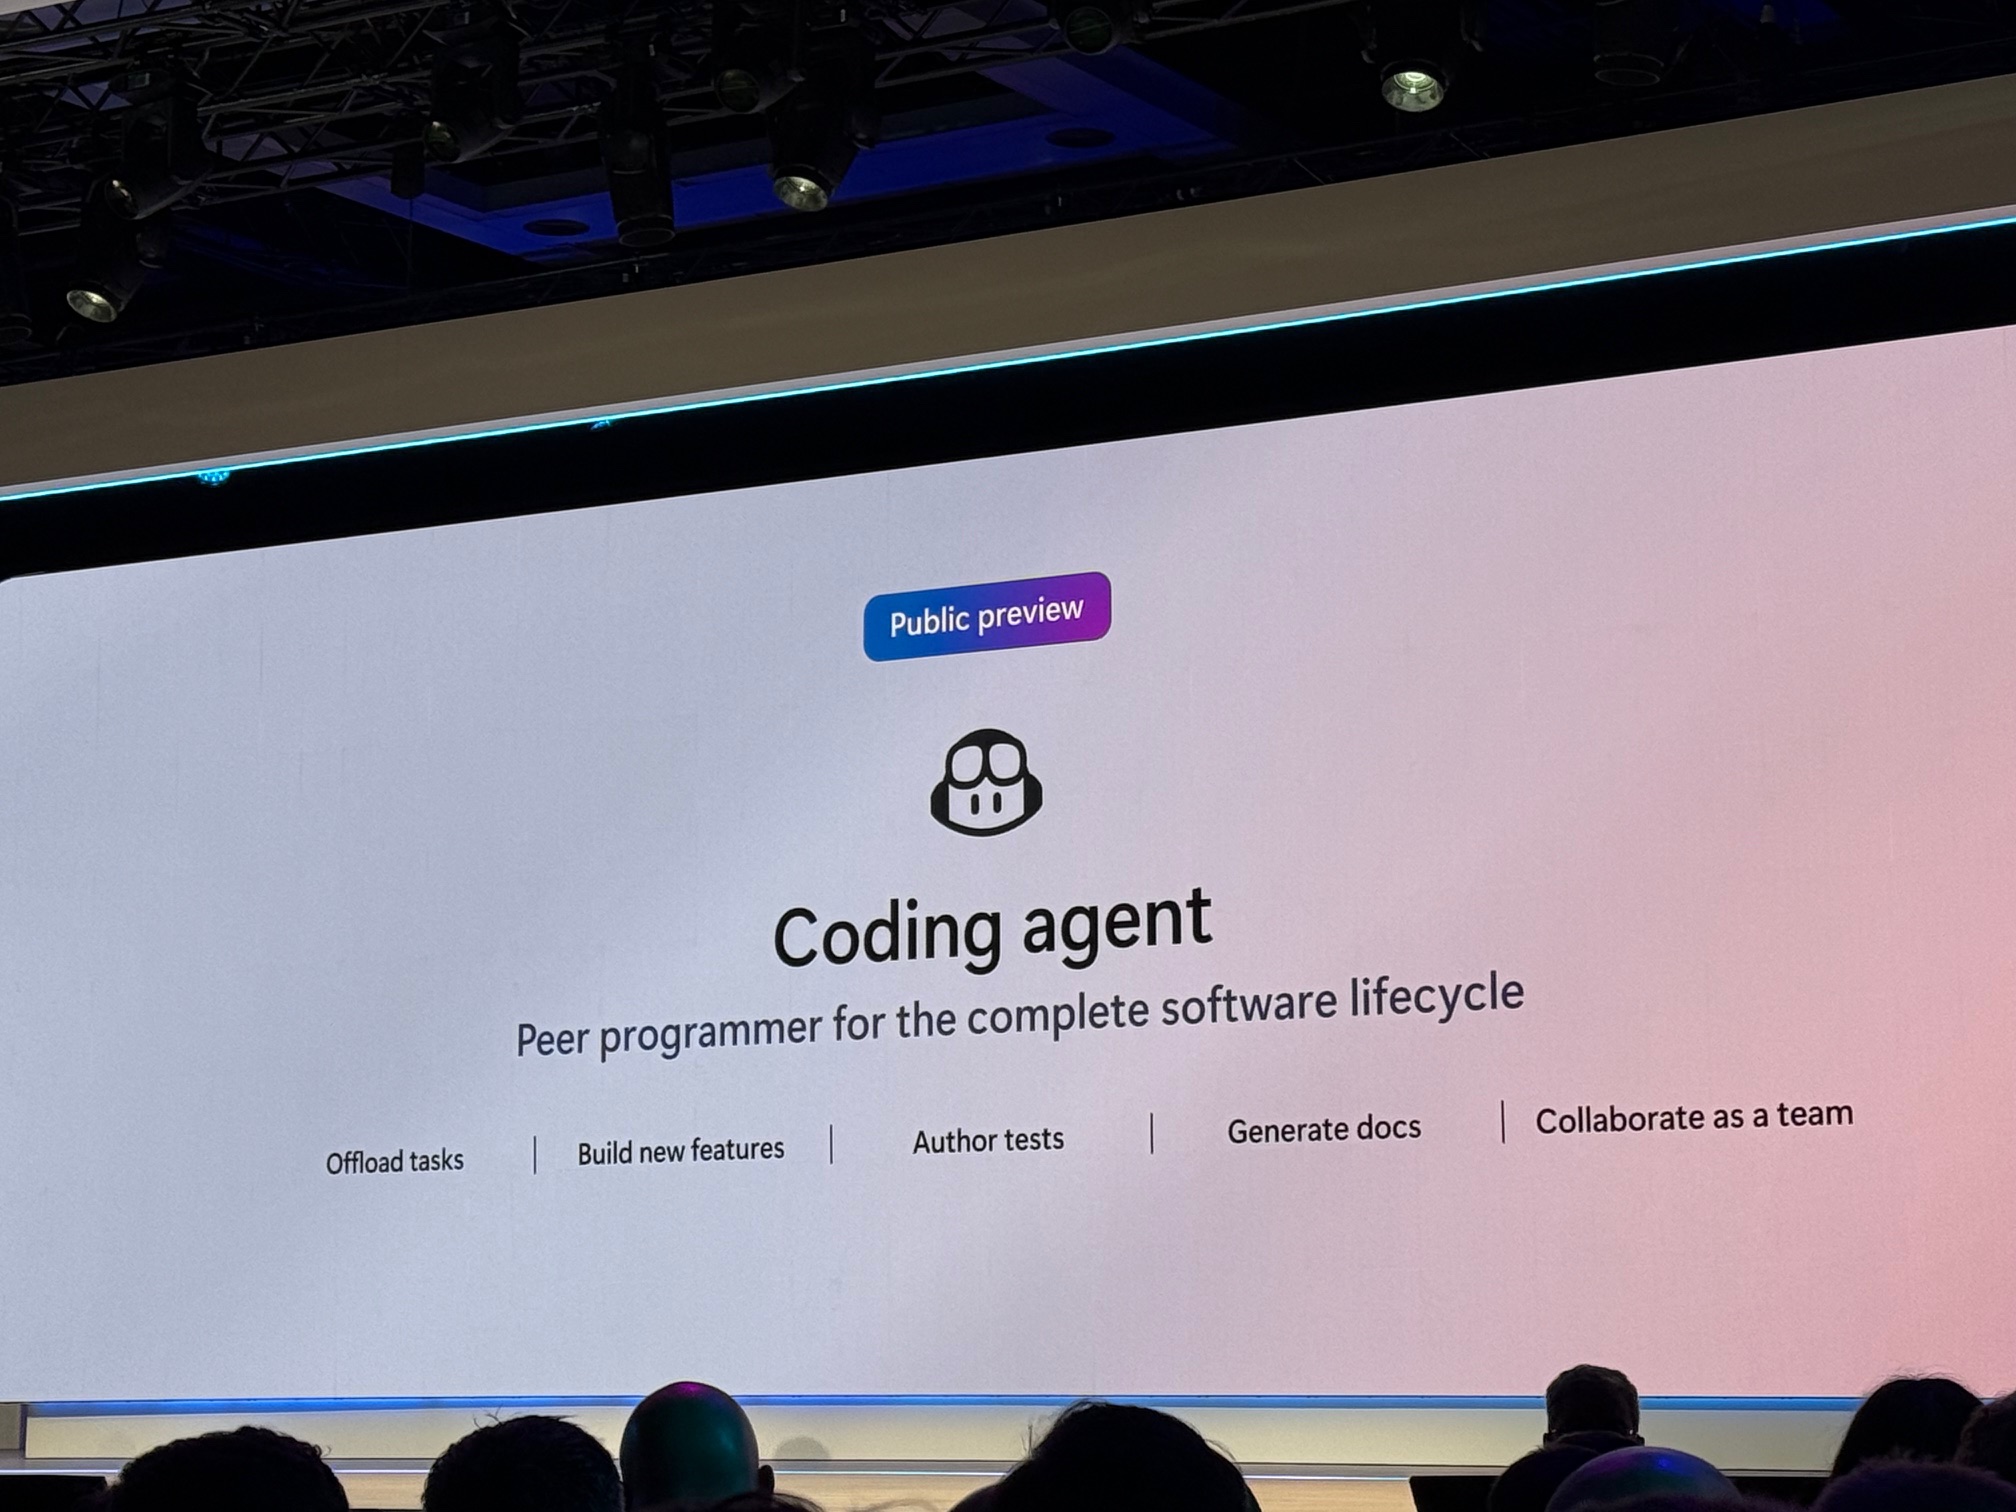 Public preview
Coding agent
Peer programmer for the complete software lifecycle
Offload tasks | Build new features | Author tests | Generate docs | Collaborate as a team